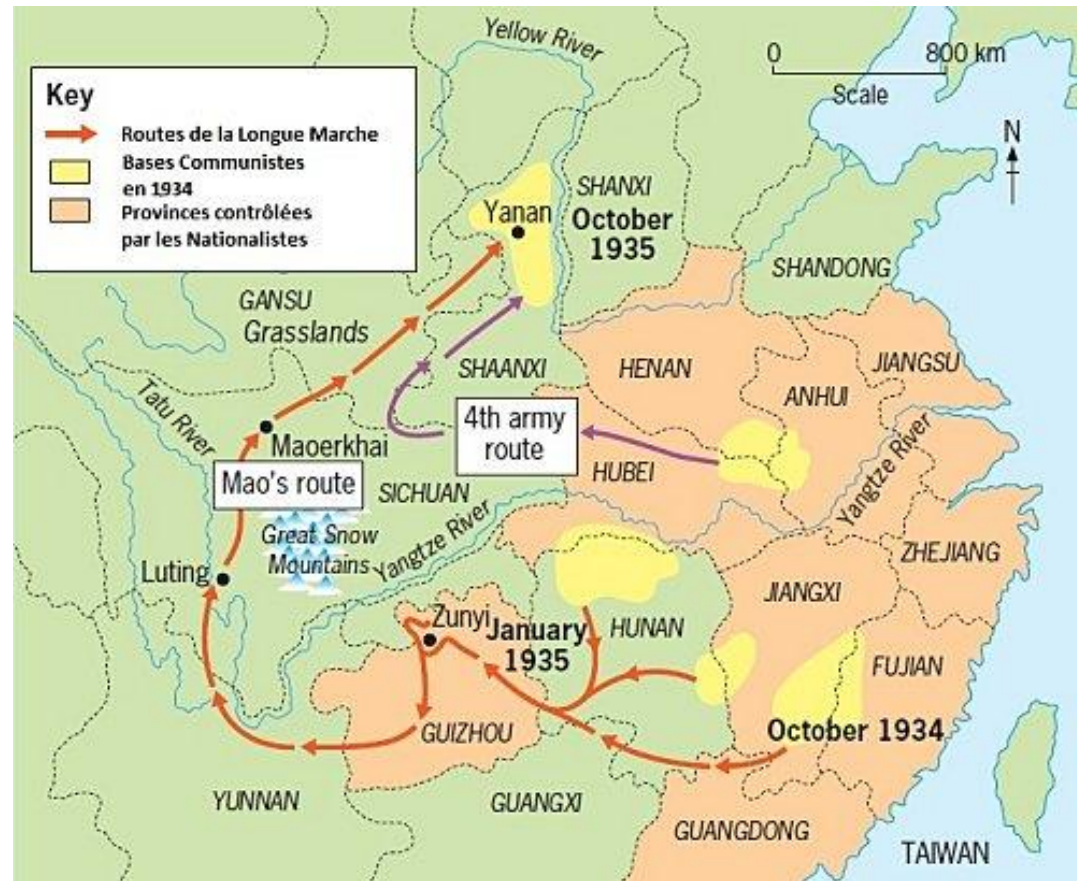 Yellow River
0 800 km
Scale
N
Key
Routes de la Longue Marche
Bases Communistes
en 1934
Provinces contrôlées
par les Nationalistes
SHANXI
Yanan
October
1935
SHANDONG
GANSU
Grasslands
SHAANXI
HENAN
JIANGSU
ANHUI
Tatu River
Maoerkhai
4th army
route
HUBEI
Mao's route
SICHUAN
Yangtze River
Yangtze River
Great Snow
Mountains
ZHEJIANG
Luting
JIANGXI
Zunyi
January
1935
HUNAN
FUJIAN
GUIZHOU
October 1934
YUNNAN
GUANGXI
GUANGDONG
TAIWAN